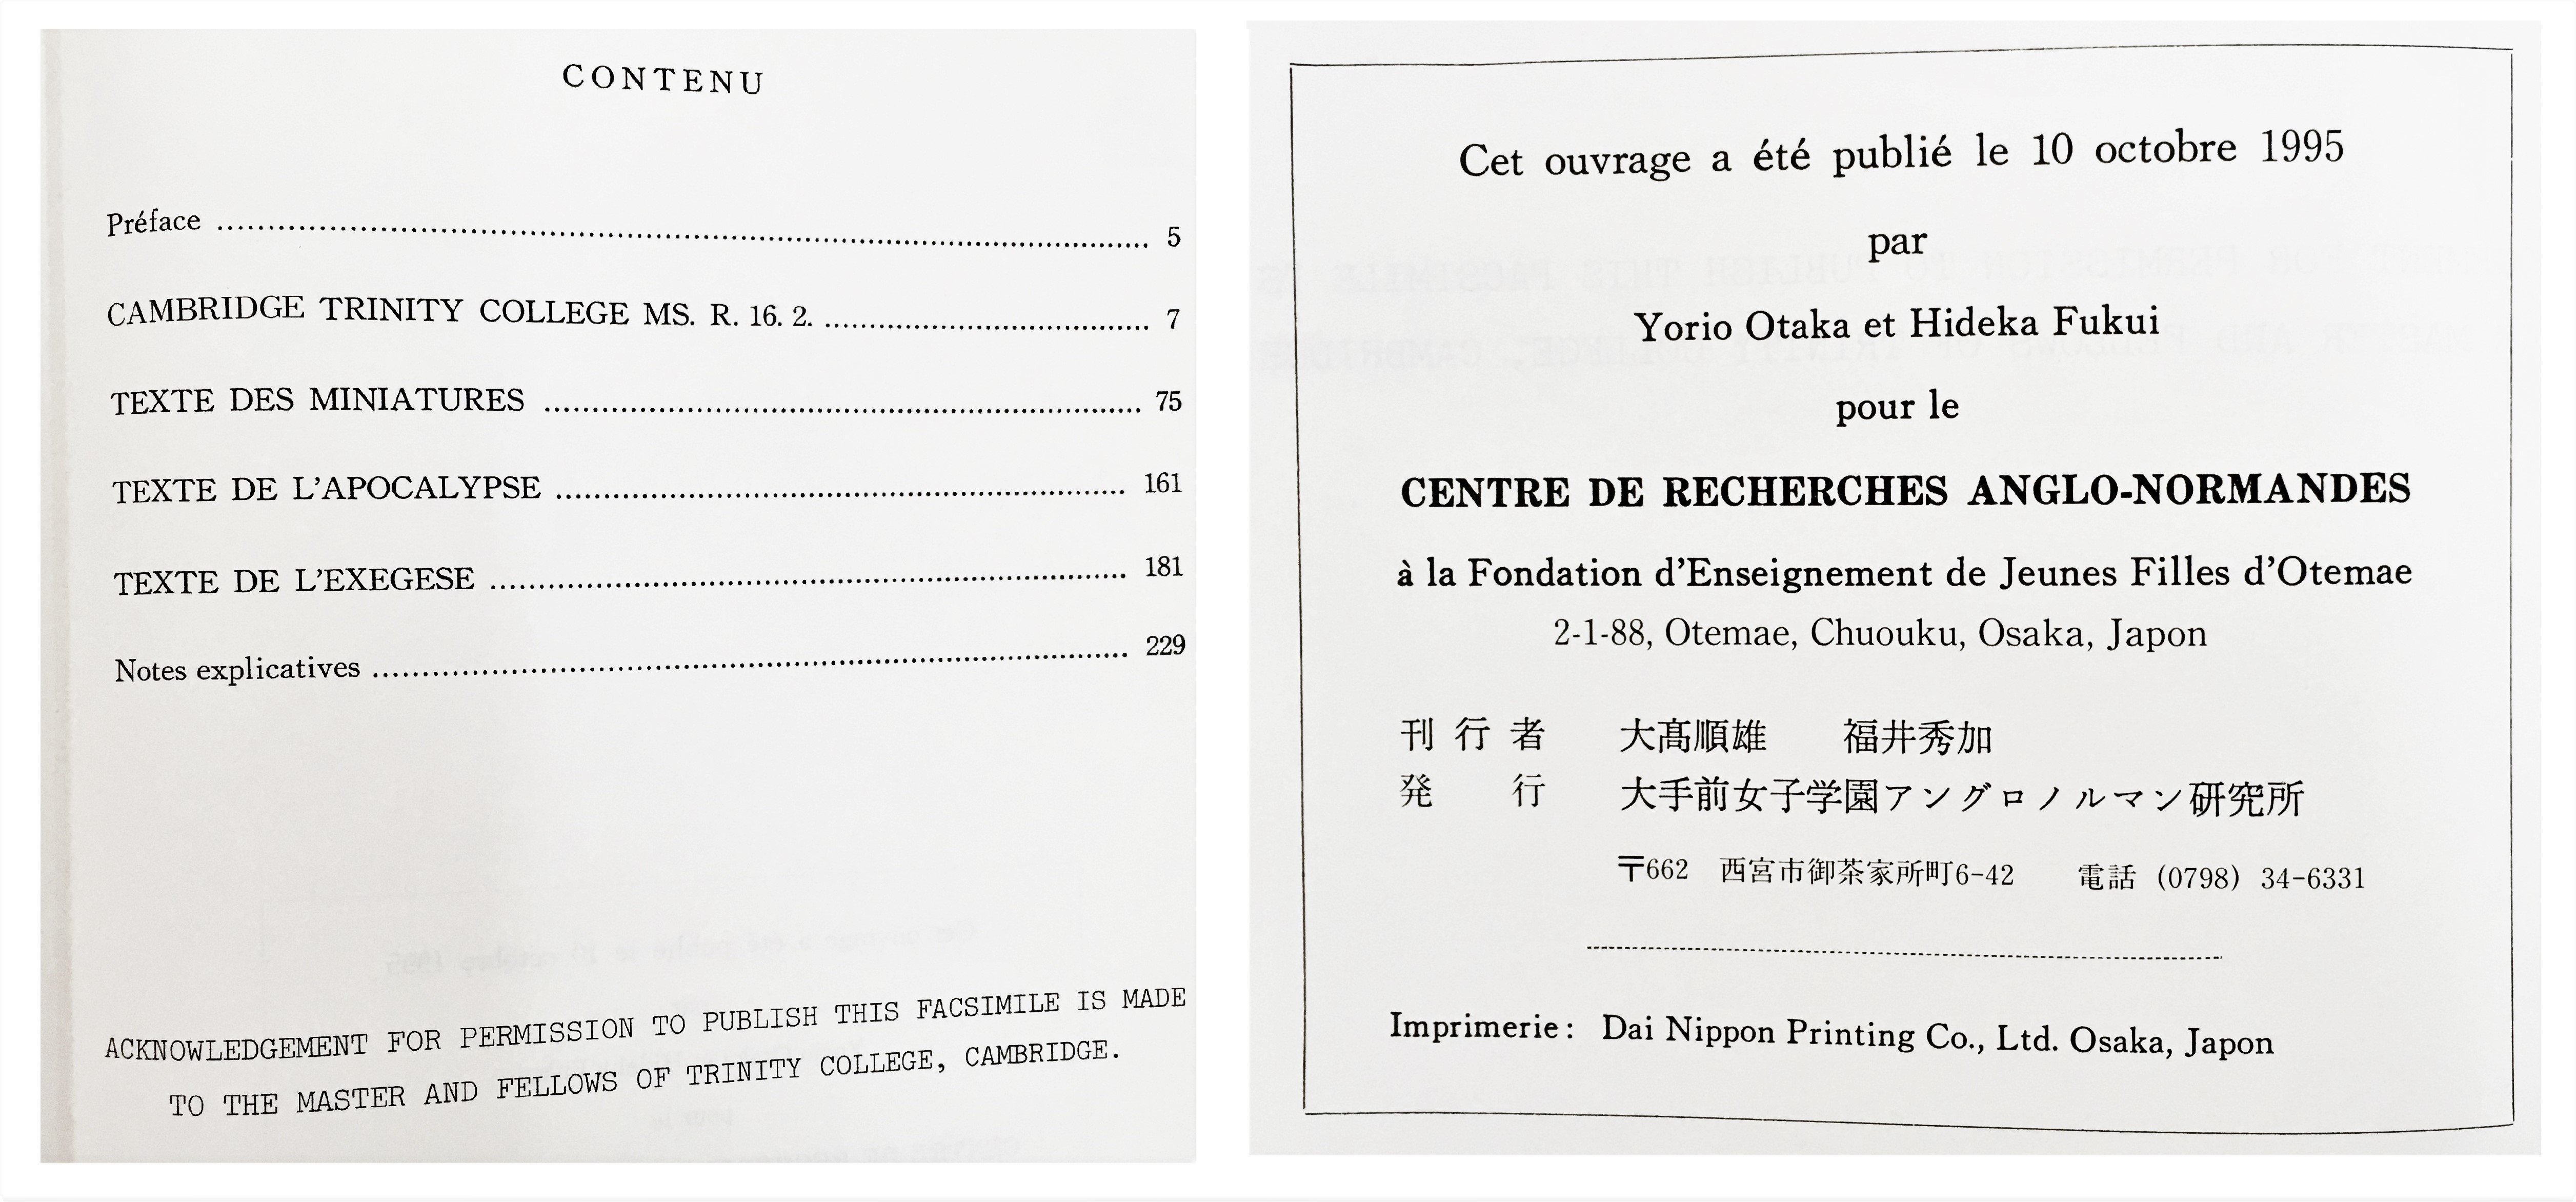 CONTENU
Préface ........ 5
CAMBRIDGE TRINITY COLLEGE MS. R. 16. 2. ........ 7
TEXTE DES MINIATURES ........ 75
TEXTE DE L'APOCALYPSE ........ 161
TEXTE DE L'EXEGESE ........ 181
Notes explicatives ........ 229
ACKNOWLEDGEMENT FOR PERMISSION TO PUBLISH THIS FACSIMILE IS MADE
TO THE MASTER AND FELLOWS OF TRINITY COLLEGE, CAMBRIDGE.
Cet ouvrage a été publié le 10 octobre 1995
par
Yorio Otaka et Hideka Fukui
pour le
CENTRE DE RECHERCHES ANGLO-NORMANDES
à la Fondation d'Enseignement de Jeunes Filles d'Otemae
2-1-88, Otemae, Chuouku, Osaka, Japon
刊行者 大髙順雄 福井秀加
発行 大手前女子学園アングロノルマン研究所
〒662 西宮市御茶家所町6-42 電話 (0798) 34-6331
Imprimerie: Dai Nippon Printing Co., Ltd. Osaka, Japon